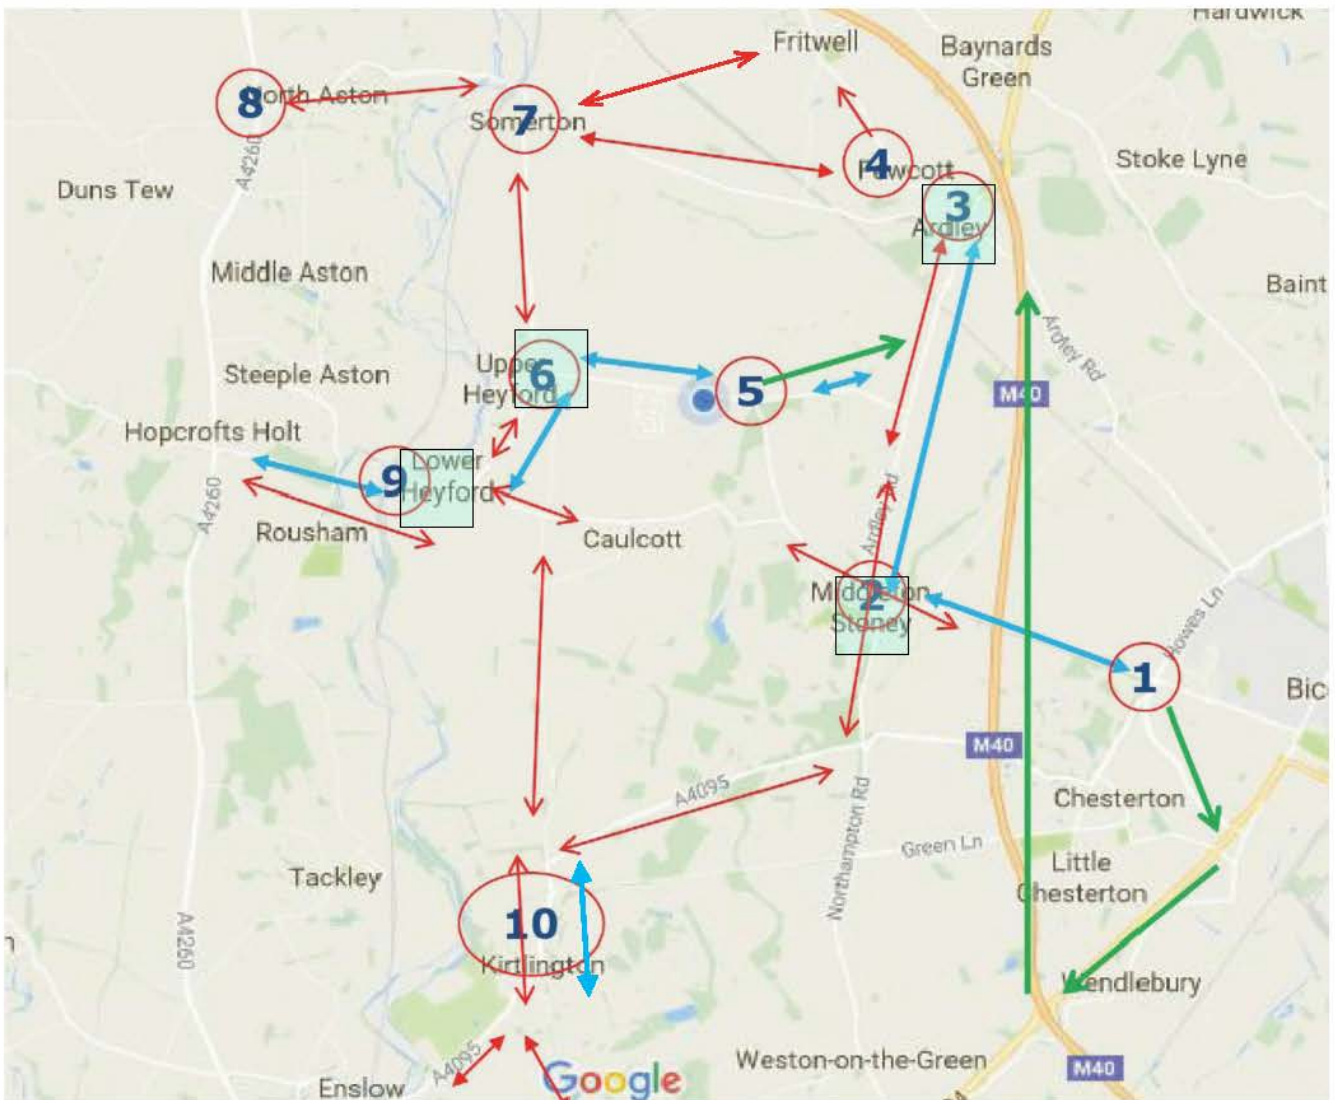 Hardwick
Fritwell
Baynards
Green
8
North Aston
7
Somerton
4
Fewcott
Stoke Lyne
A4260
Duns Tew
3
Ardley
Middle Aston
Baint
Ardley Rd
Upper
Heyford
6
5
Steeple Aston
M40
Hopcrofts Holt
9
Lower
Heyford
A4260
Rousham
Caulcott
Ardley Rd
Middleton
Stoney
2
Howes Ln
1
Bic
M40
A4095
Chesterton
Northampton Rd
Green Ln
Little
Chesterton
Tackley
10
Kirtlington
A4260
Wendlebury
Weston-on-the-Green
M40
A4095
Enslow
Google